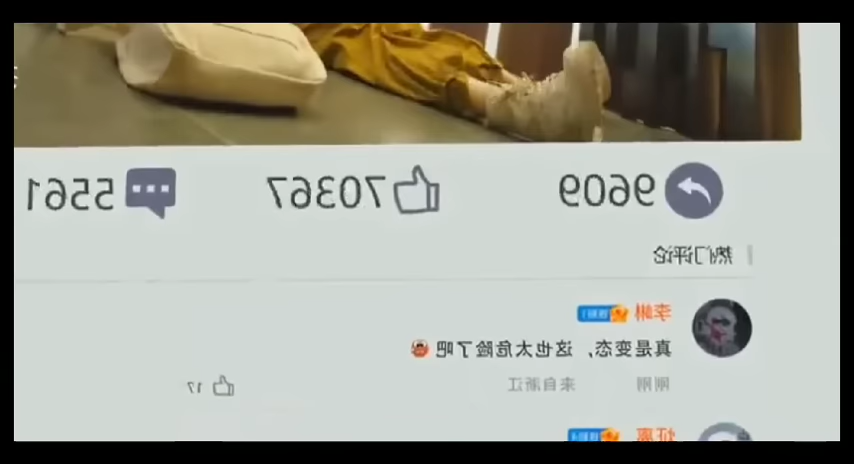 9609 70367 5561
热门评论
李琳
真是变态，这也太危险了吧
刚刚 来自浙江 17